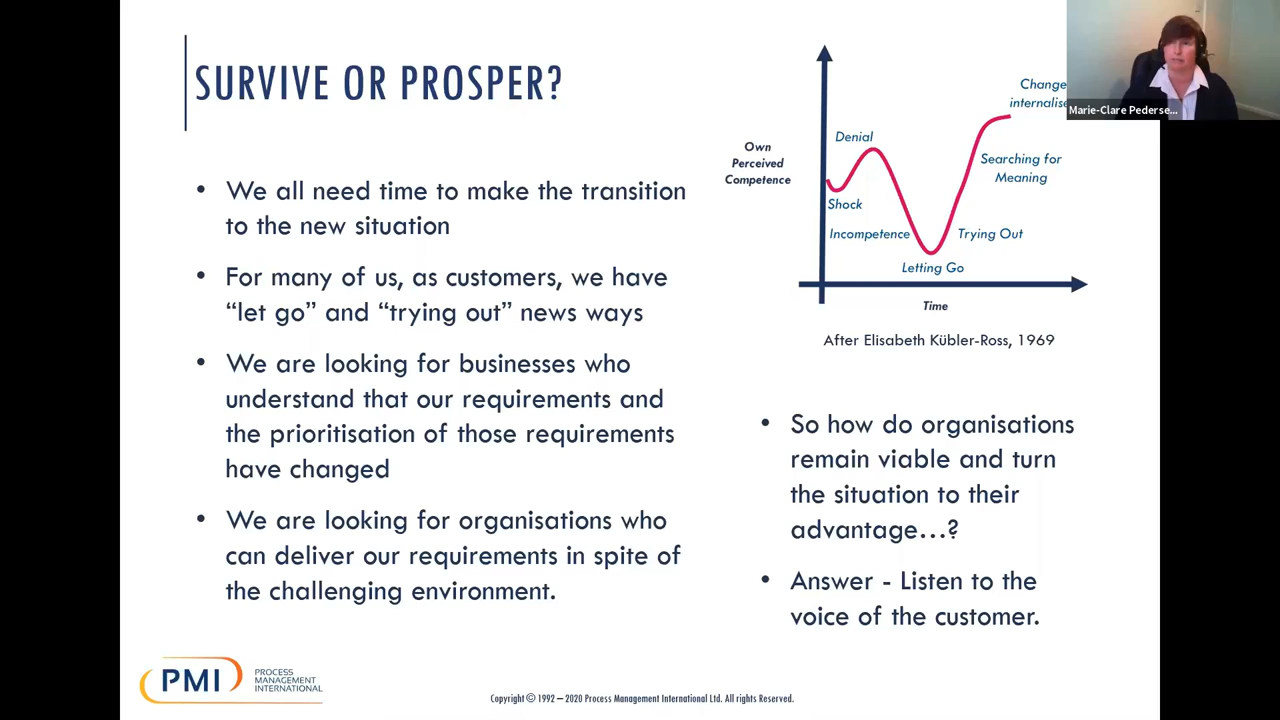 SURVIVE OR PROSPER?
• We all need time to make the transition
to the new situation
• For many of us, as customers, we have
“let go” and “trying out” news ways
• We are looking for businesses who
understand that our requirements and
the prioritisation of those requirements
have changed
• We are looking for organisations who
can deliver our requirements in spite of
the challenging environment.
Own
Perceived
Competence
Denial
Shock
Incompetence
Letting Go
Trying Out
Searching for
Meaning
Change
internalise
Time
After Elisabeth Kübler-Ross, 1969
• So how do organisations
remain viable and turn
the situation to their
advantage…?
• Answer - Listen to the
voice of the customer.
Marie-Clare Pederse...
PMI
PROCESS
MANAGEMENT
INTERNATIONAL
Copyright © 1992 – 2020 Process Management International Ltd. All rights Reserved.